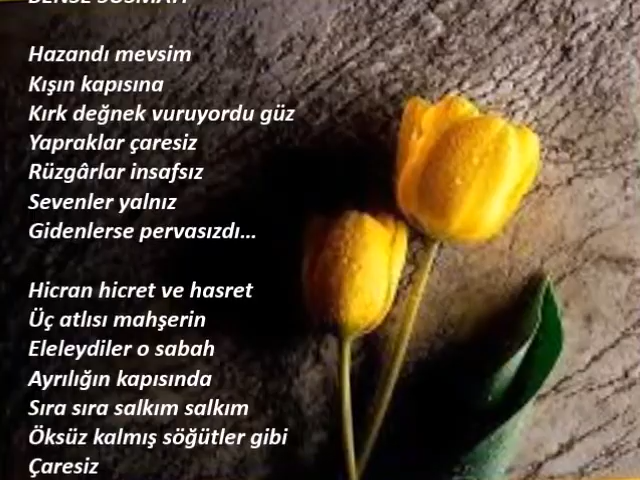 Hazandı mevsim
Kışın kapısına
Kırk değnek vuruyordu güz
Yapraklar çaresiz
Rüzgârlar insafsız
Sevenler yalnız
Gidenlerse pervasızdı...
Hicran hicret ve hasret
Üç atlısı mahşerin
Eleleydiler o sabah
Ayrılığın kapısında
Sıra sıra salkım salkım
Öksüz kalmış söğütler gibi
Çaresiz